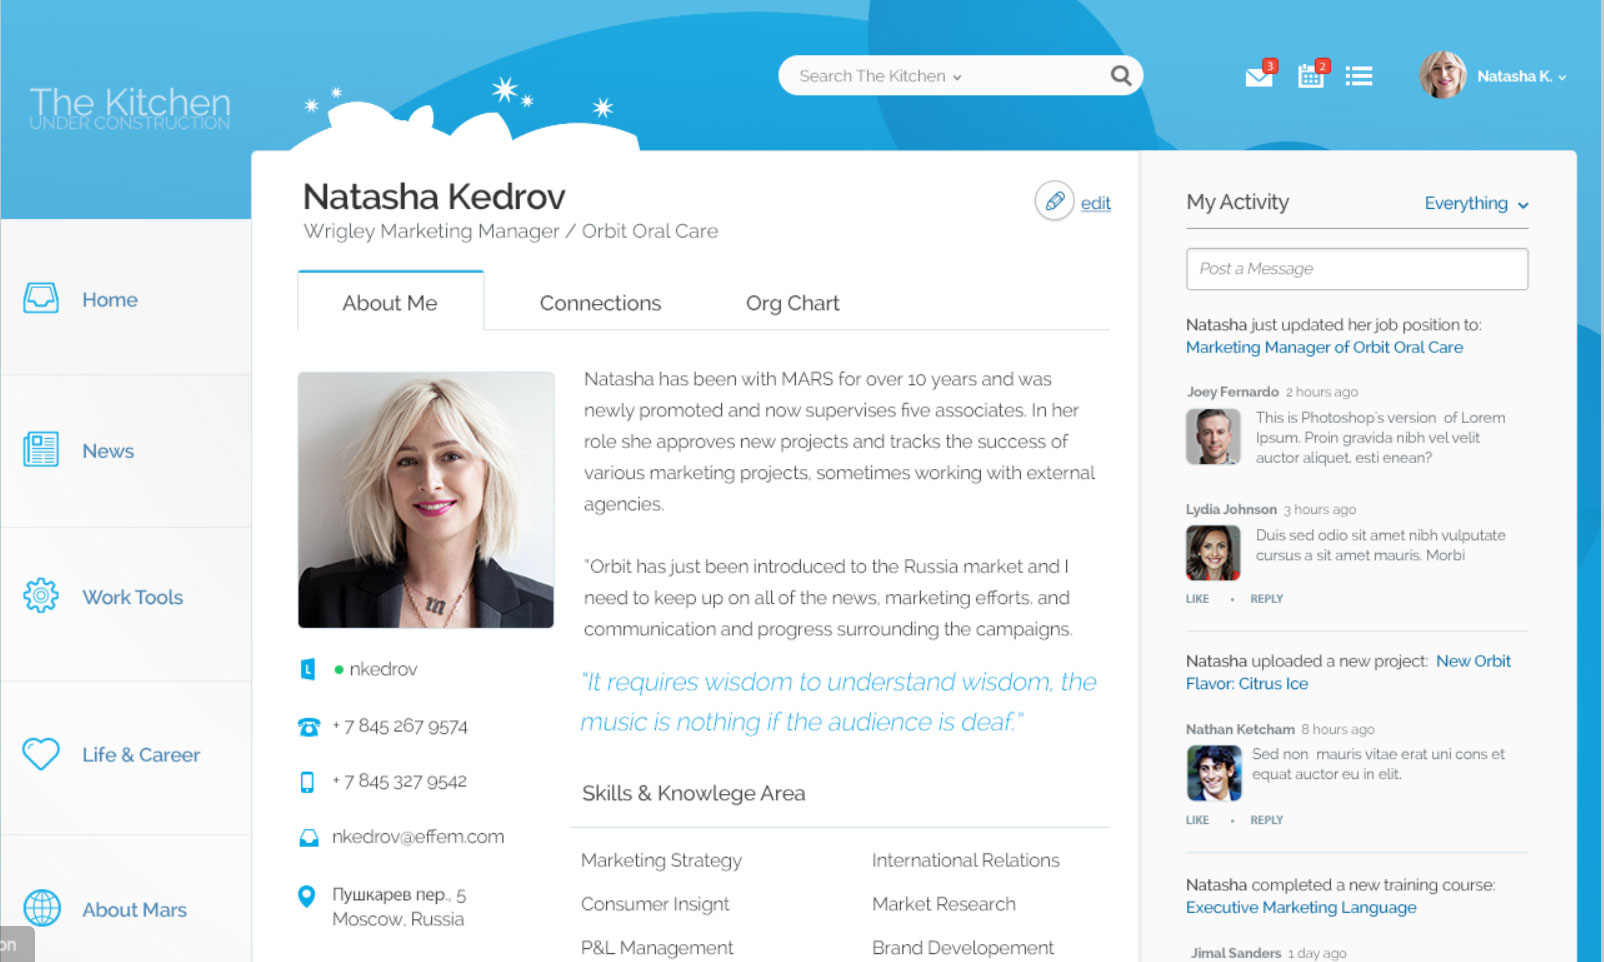 The Kitchen
UNDER CONSTRUCTION
Search The Kitchen
3
2
Natasha K.
Home
News
Work Tools
Life & Career
About Mars
on
Natasha Kedrov
Wrigley Marketing Manager / Orbit Oral Care
edit
About Me
Connections
Org Chart
m
L
nkedrov
+ 7 845 267 9574
+ 7 845 327 9542
nkedrov@effem.com
Пушкарев пер., 5
Moscow, Russia
Natasha has been with MARS for over 10 years and was
newly promoted and now supervises five associates. In her
role she approves new projects and tracks the success of
various marketing projects, sometimes working with external
agencies.
"Orbit has just been introduced to the Russia market and I
need to keep up on all of the news, marketing efforts. and
communication and progress surrounding the campaigns.
"It requires wisdom to understand wisdom, the
music is nothing if the audience is deaf."
Skills & Knowlege Area
Marketing Strategy
International Relations
Consumer Insignt
Market Research
P&L Management
Brand Developement
My Activity
Everything
Post a Message
Natasha just updated her job position to:
Marketing Manager of Orbit Oral Care
Joey Fernardo 2 hours ago
This is Photoshop's version of Lorem
Ipsum. Proin gravida nibh vel velit
auctor aliquet. esti enean?
Lydia Johnson 3 hours ago
Duis sed odio sit amet nibh vulputate
cursus a sit amet mauris. Morbi
LIKE • REPLY
Natasha uploaded a new project: New Orbit
Flavor: Citrus Ice
Nathan Ketcham 8 hours ago
Sed non mauris vitae erat uni cons et
equat auctor eu in elit.
LIKE • REPLY
Natasha completed a new training course:
Executive Marketing Language
Jimal Sanders 1 day ago